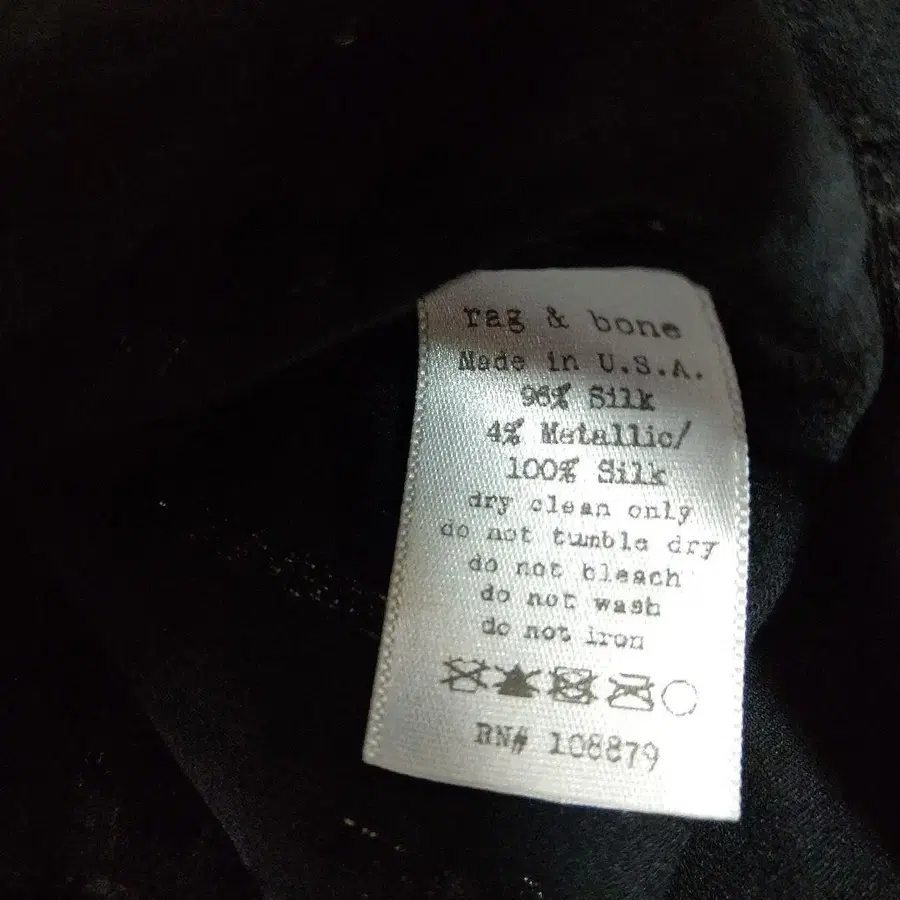 rag & bone
Made in U.S.A.
96% Silk
4% Metallic/
100% Silk
dry clean only
do not tumble dry
do not bleach
do not wash
do not iron
RN# 108879